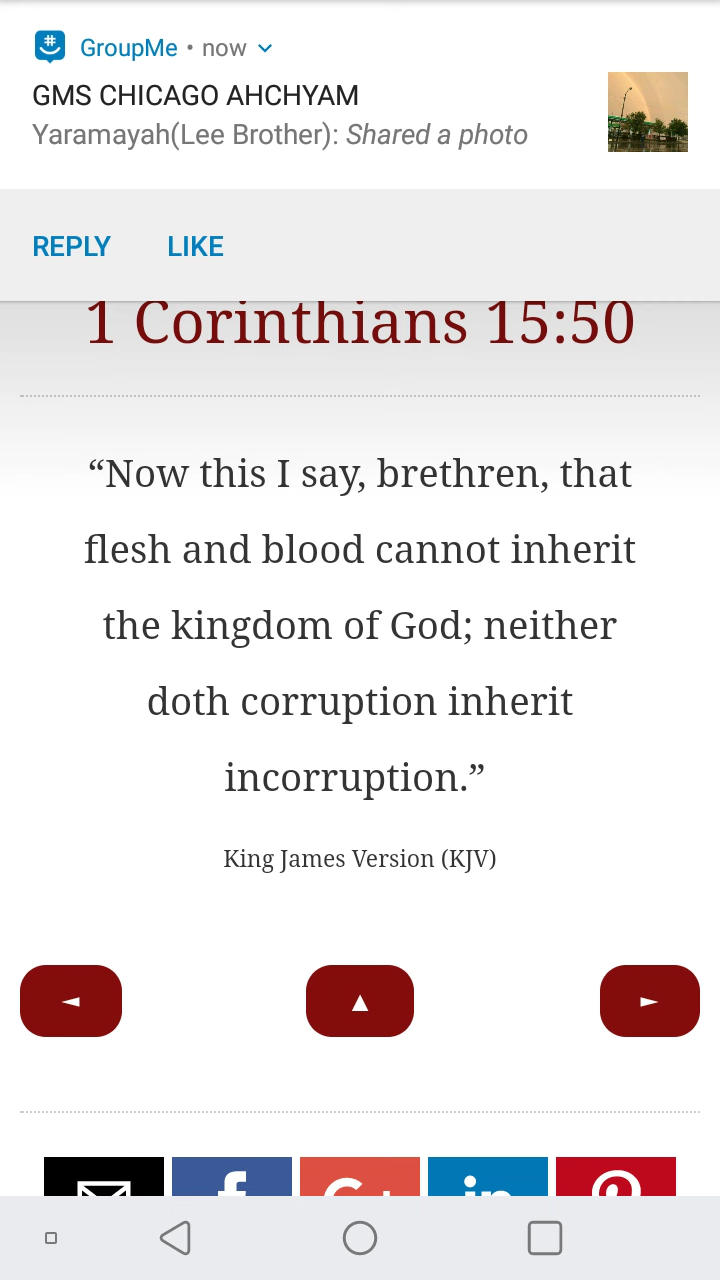 GroupMe • now
GMS CHICAGO AHCHYAM
Yaramayah(Lee Brother): Shared a photo
REPLY LIKE
1 Corinthians 15:50
“Now this I say, brethren, that
flesh and blood cannot inherit
the kingdom of God; neither
doth corruption inherit
incorruption.”
King James Version (KJV)
f G+ in